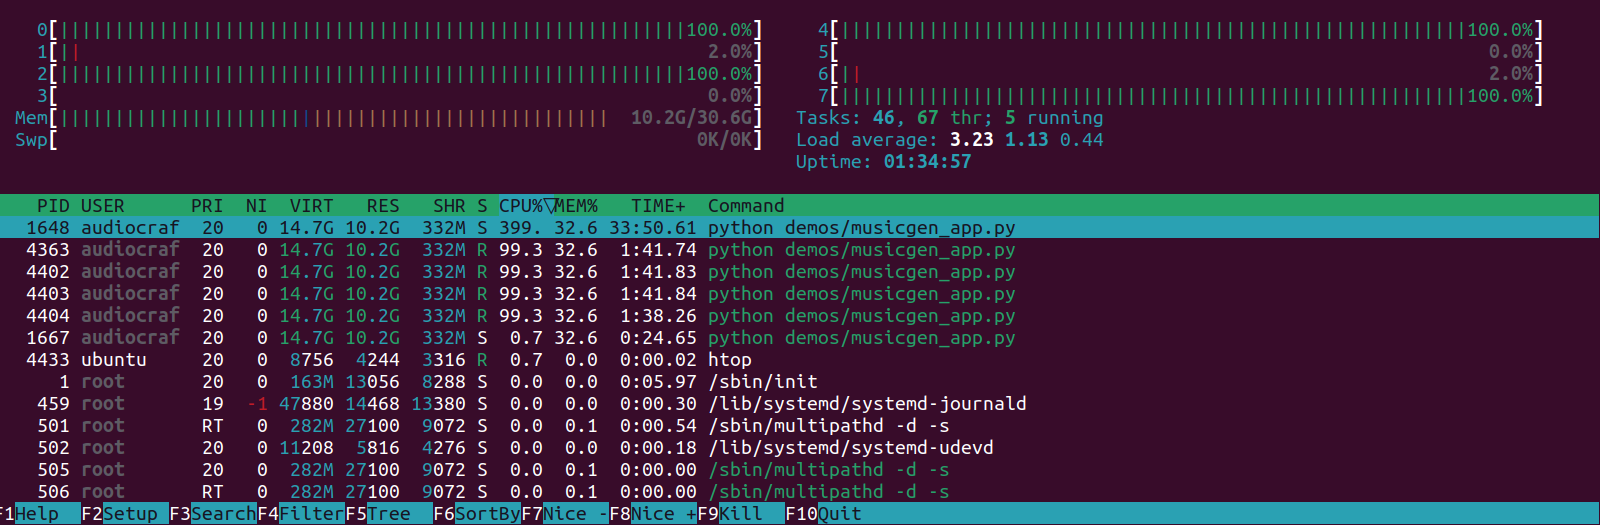 0[100.0%] 4[100.0%]
1[2.0%] 5[0.0%]
2[100.0%] 6[2.0%]
3[0.0%] 7[100.0%]
Mem[10.2G/30.6G] Tasks: 46, 67 thr; 5 running
Swp[0K/0K] Load average: 3.23 1.13 0.44
Uptime: 01:34:57
PID USER PRI NI VIRT RES SHR S CPU%▽MEM% TIME+ Command
1648 audiocraf 20 0 14.7G 10.2G 332M S 399. 32.6 33:50.61 python demos/musicgen_app.py
4363 audiocraf 20 0 14.7G 10.2G 332M R 99.3 32.6 1:41.74 python demos/musicgen_app.py
4402 audiocraf 20 0 14.7G 10.2G 332M R 99.3 32.6 1:41.83 python demos/musicgen_app.py
4403 audiocraf 20 0 14.7G 10.2G 332M R 99.3 32.6 1:41.84 python demos/musicgen_app.py
4404 audiocraf 20 0 14.7G 10.2G 332M R 99.3 32.6 1:38.26 python demos/musicgen_app.py
1667 audiocraf 20 0 14.7G 10.2G 332M S 0.7 32.6 0:24.65 python demos/musicgen_app.py
4433 ubuntu 20 0 8756 4244 3316 R 0.7 0.0 0:00.02 htop
1 root 20 0 163M 13056 8288 S 0.0 0.0 0:05.97 /sbin/init
459 root 19 -1 47880 14468 13380 S 0.0 0.0 0:00.30 /lib/systemd/systemd-journald
501 root RT 0 282M 27100 9072 S 0.0 0.1 0:00.54 /sbin/multipathd -d -s
502 root 20 0 11208 5816 4276 S 0.0 0.0 0:00.18 /lib/systemd/systemd-udevd
505 root 20 0 282M 27100 9072 S 0.0 0.1 0:00.00 /sbin/multipathd -d -s
506 root RT 0 282M 27100 9072 S 0.0 0.1 0:00.00 /sbin/multipathd -d -s
F1Help F2Setup F3SearchF4FilterF5Tree F6SortByF7Nice -F8Nice +F9Kill F10Quit